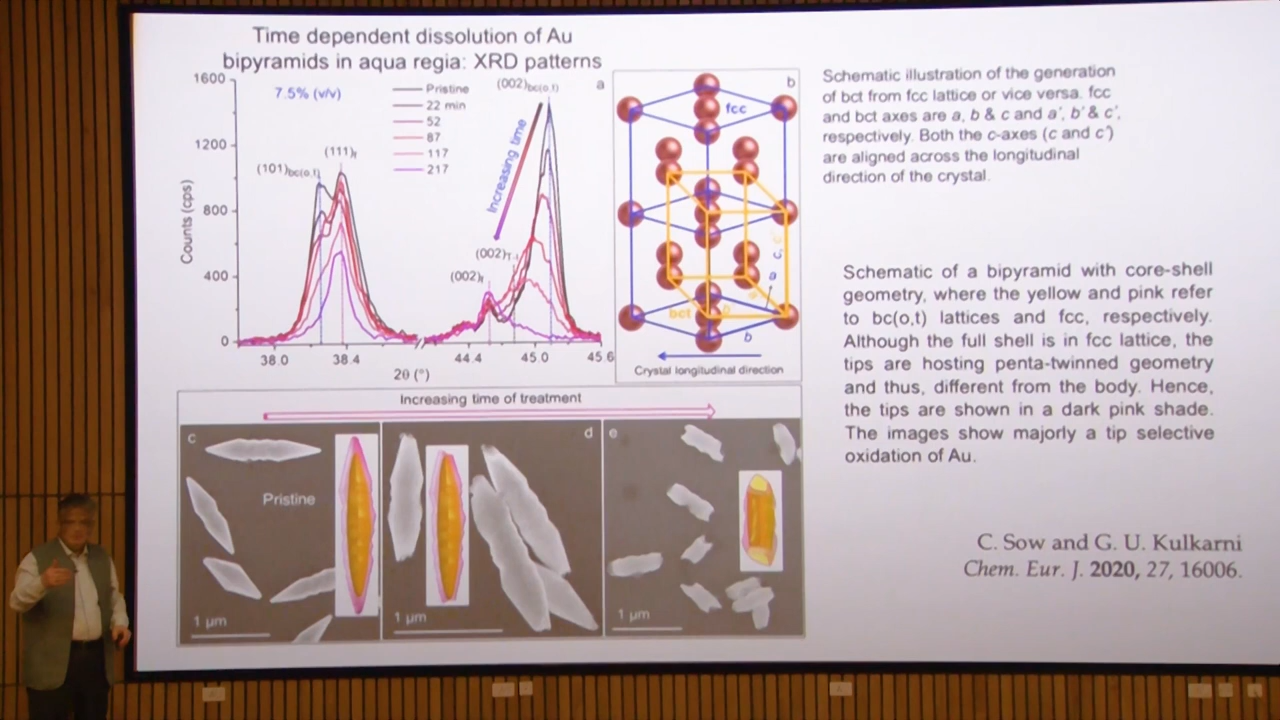 Time dependent dissolution of Au
bipyramids in aqua regia: XRD patterns
1600
1200
800
400
0
Counts (cps)
7.5% (v/v)
Pristine
22 min
52
87
117
217
(002)bc(o,t)
a
(111)f
(101)bc(o,t)
Increasing time
(002)f
38.0
38.4
44.4
45.0
45.6
2θ (°)
b
fcc
bct
a
b
Crystal longitudinal direction
Schematic illustration of the generation
of bct from fcc lattice or vice versa. fcc
and bct axes are a, b & c and a', b' & c',
respectively. Both the c-axes (c and c')
are aligned across the longitudinal
direction of the crystal.
Schematic of a bipyramid with core-shell
geometry, where the yellow and pink refer
to bc(o,t) lattices and fcc, respectively.
Although the full shell is in fcc lattice, the
tips are hosting penta-twinned geometry
and thus, different from the body. Hence,
the tips are shown in a dark pink shade.
The images show majorly a tip selective
oxidation of Au.
Increasing time of treatment
c
Pristine
1 µm
d
1 µm
e
1 µm
C. Sow and G. U. Kulkarni
Chem. Eur. J. 2020, 27, 16006.